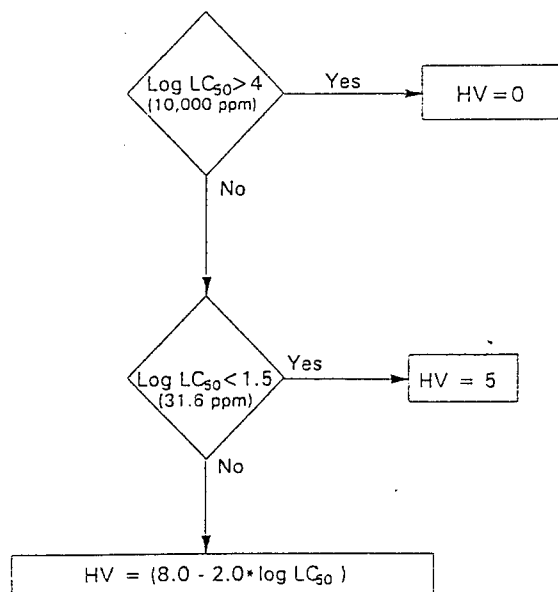 Log LC50>4
(10,000 ppm)
Yes
HV=0
No
Log LC50<1.5
(31.6 ppm)
Yes
HV = 5
No
HV = (8.0 - 2.0*log LC50 )